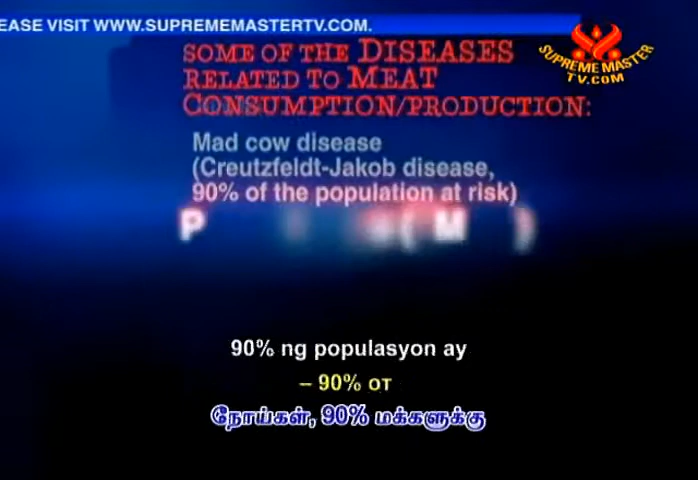 EASE VISIT WWW.SUPREMEMASTERTV.COM.
SUPREME MASTER
TV.COM
SOME OF THE DISEASES
RELATED TO MEAT
CONSUMPTION/PRODUCTION:
Mad cow disease
(Creutzfeldt-Jakob disease,
90% of the population at risk)
90% ng populasyon ay
– 90% от
நோய்கள், 90% மக்களுக்கு